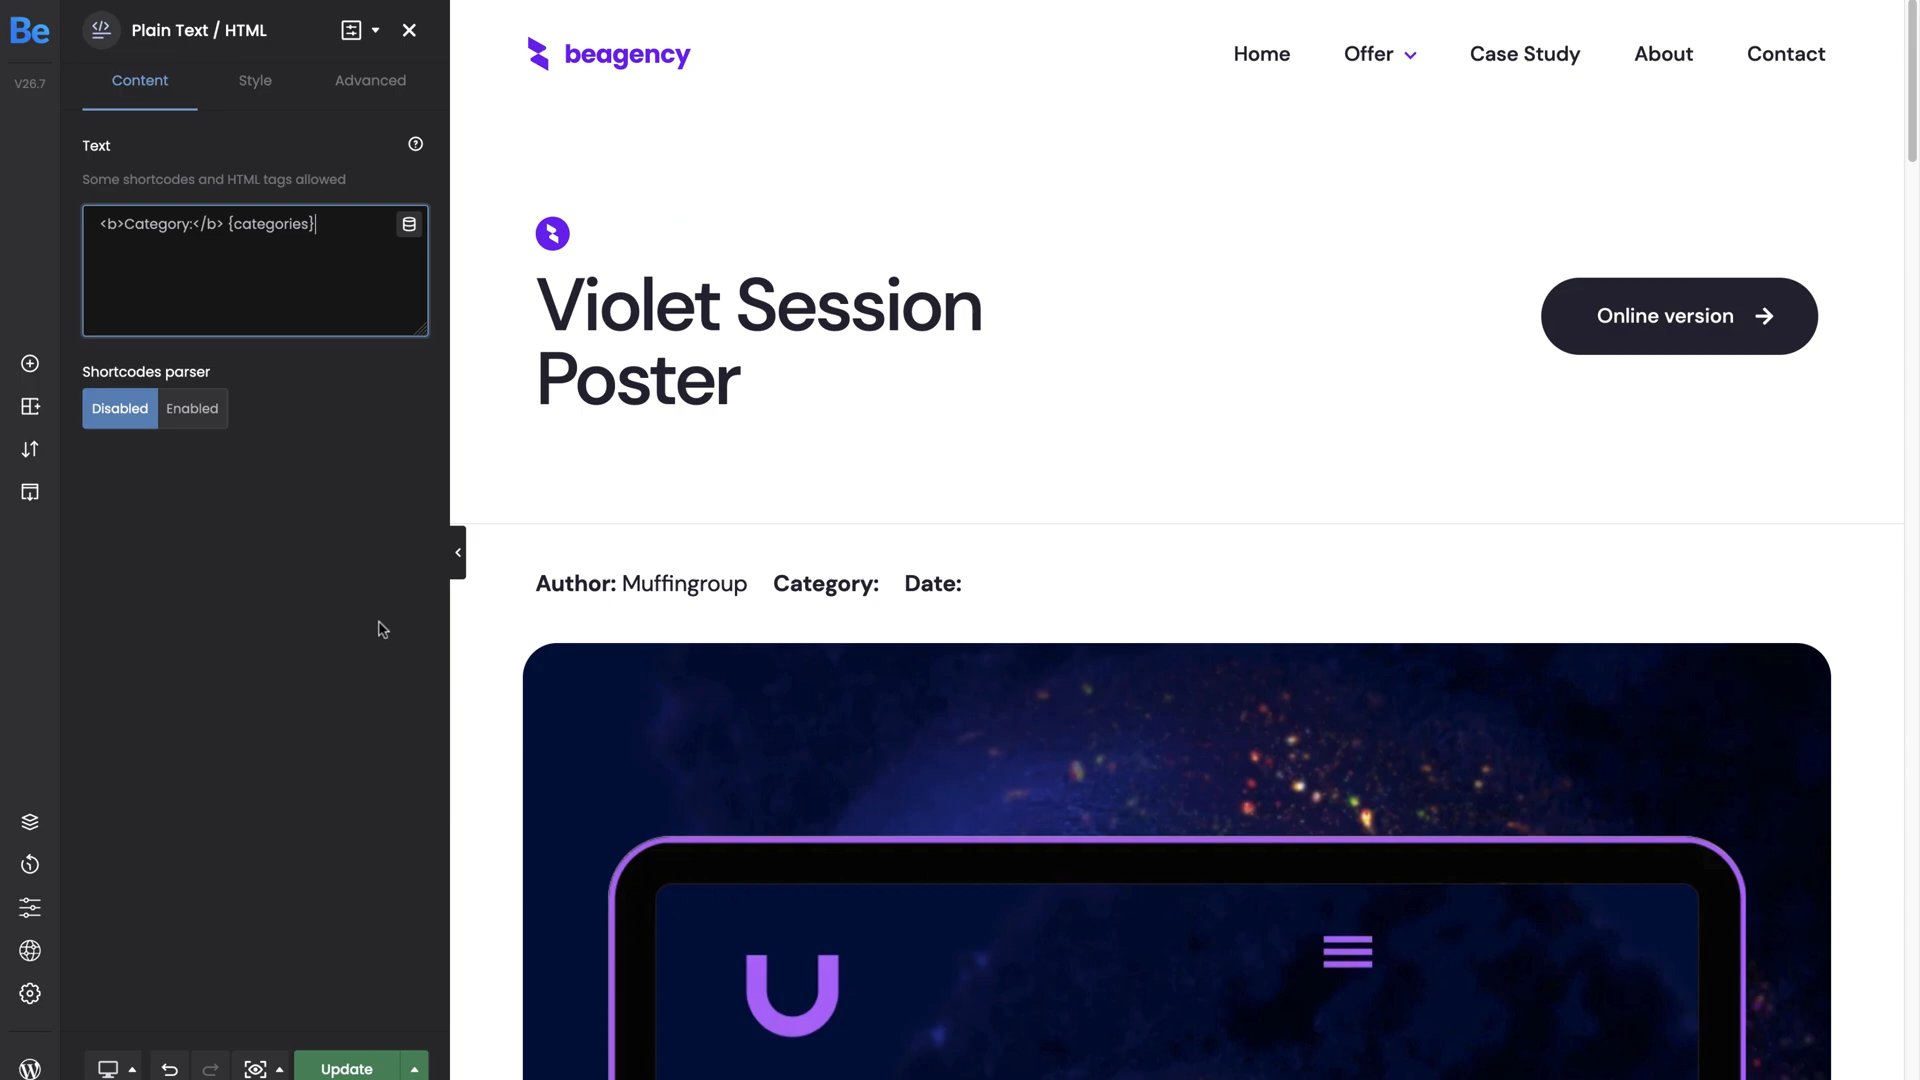 Be
Plain Text / HTML
V26.7
Content
Style
Advanced
Text
Some shortcodes and HTML tags allowed
<b>Category:</b> {categories}
Shortcodes parser
Disabled
Enabled
Update
beagency
Home
Offer
Case Study
About
Contact
Violet Session
Poster
Online version
Author: Muffingroup
Category:
Date: